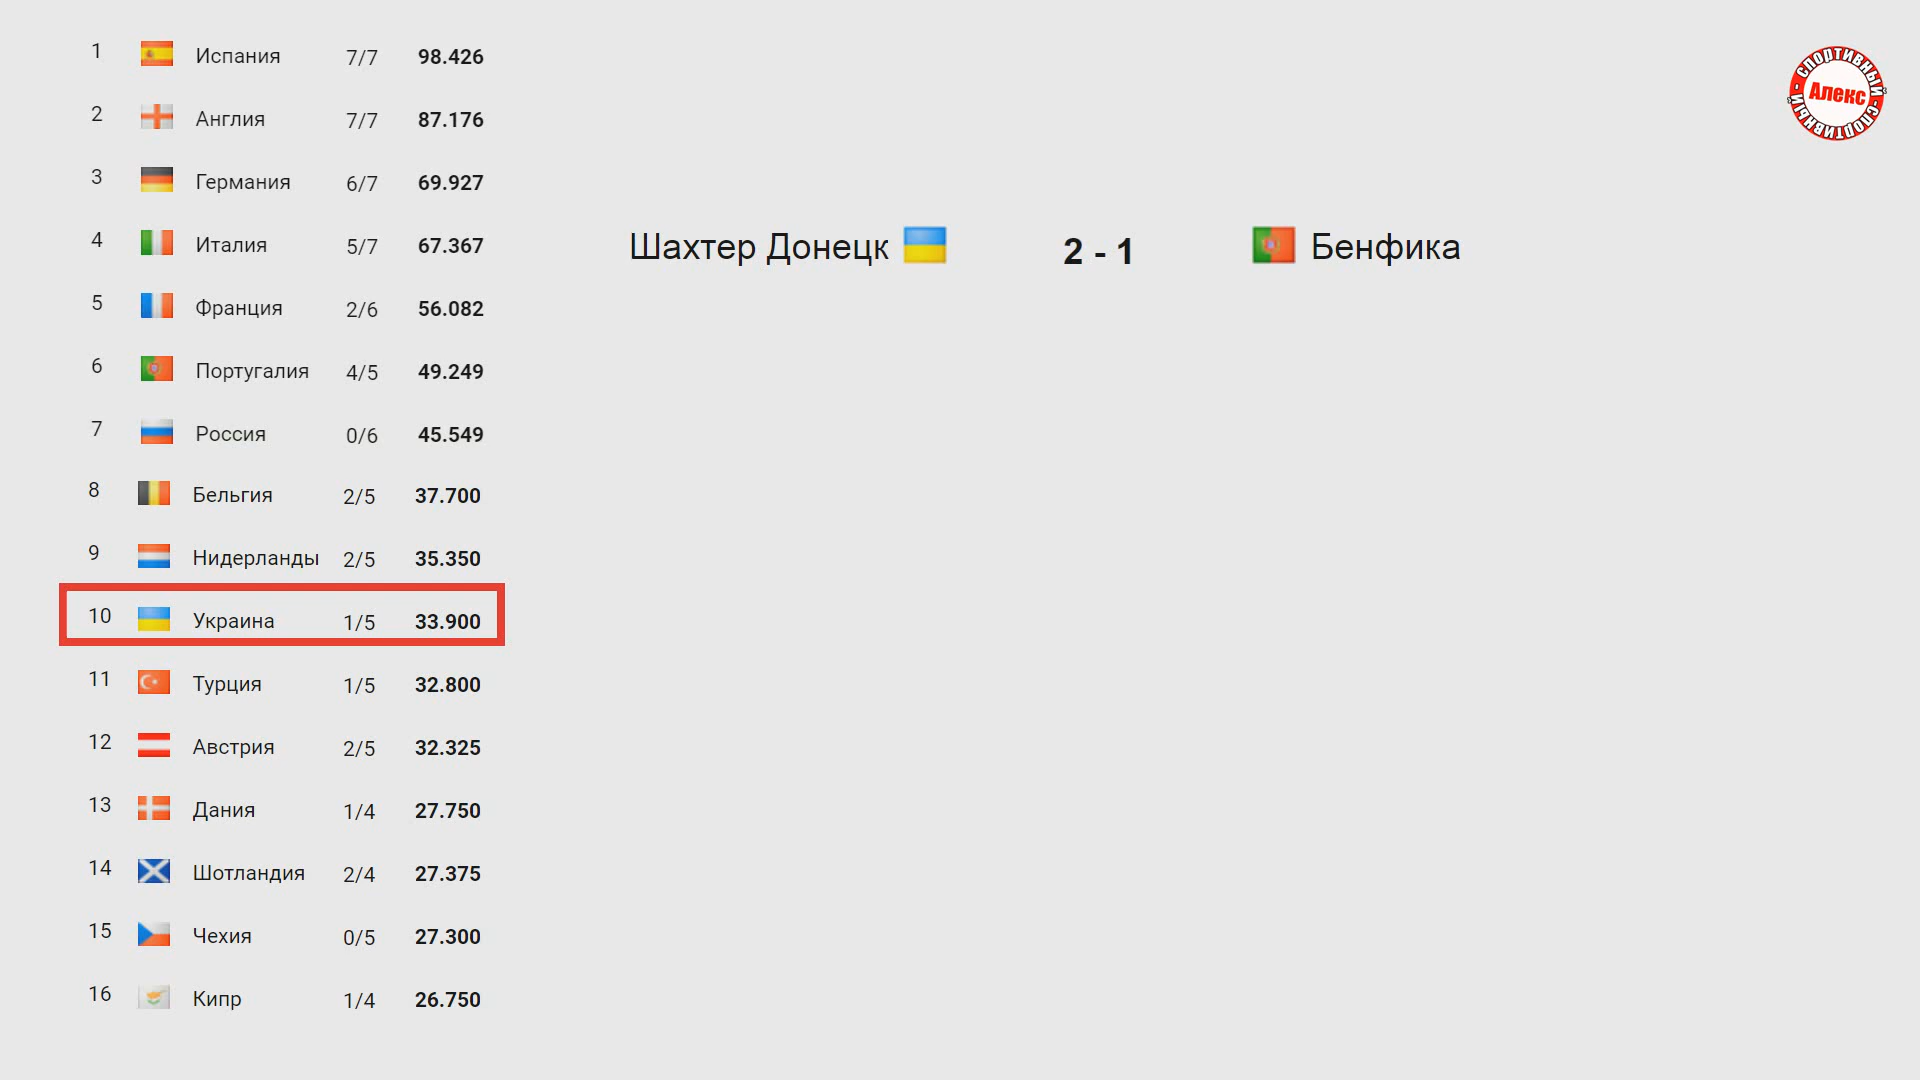 1 Испания 7/7 98.426
2 Англия 7/7 87.176
3 Германия 6/7 69.927
4 Италия 5/7 67.367
5 Франция 2/6 56.082
6 Португалия 4/5 49.249
7 Россия 0/6 45.549
8 Бельгия 2/5 37.700
9 Нидерланды 2/5 35.350
10 Украина 1/5 33.900
11 Турция 1/5 32.800
12 Австрия 2/5 32.325
13 Дания 1/4 27.750
14 Шотландия 2/4 27.375
15 Чехия 0/5 27.300
16 Кипр 1/4 26.750
Шахтер Донецк 2 - 1 Бенфика
СПОРТИВНЫЙ
Алекс
СПОРТИВНЫЙ